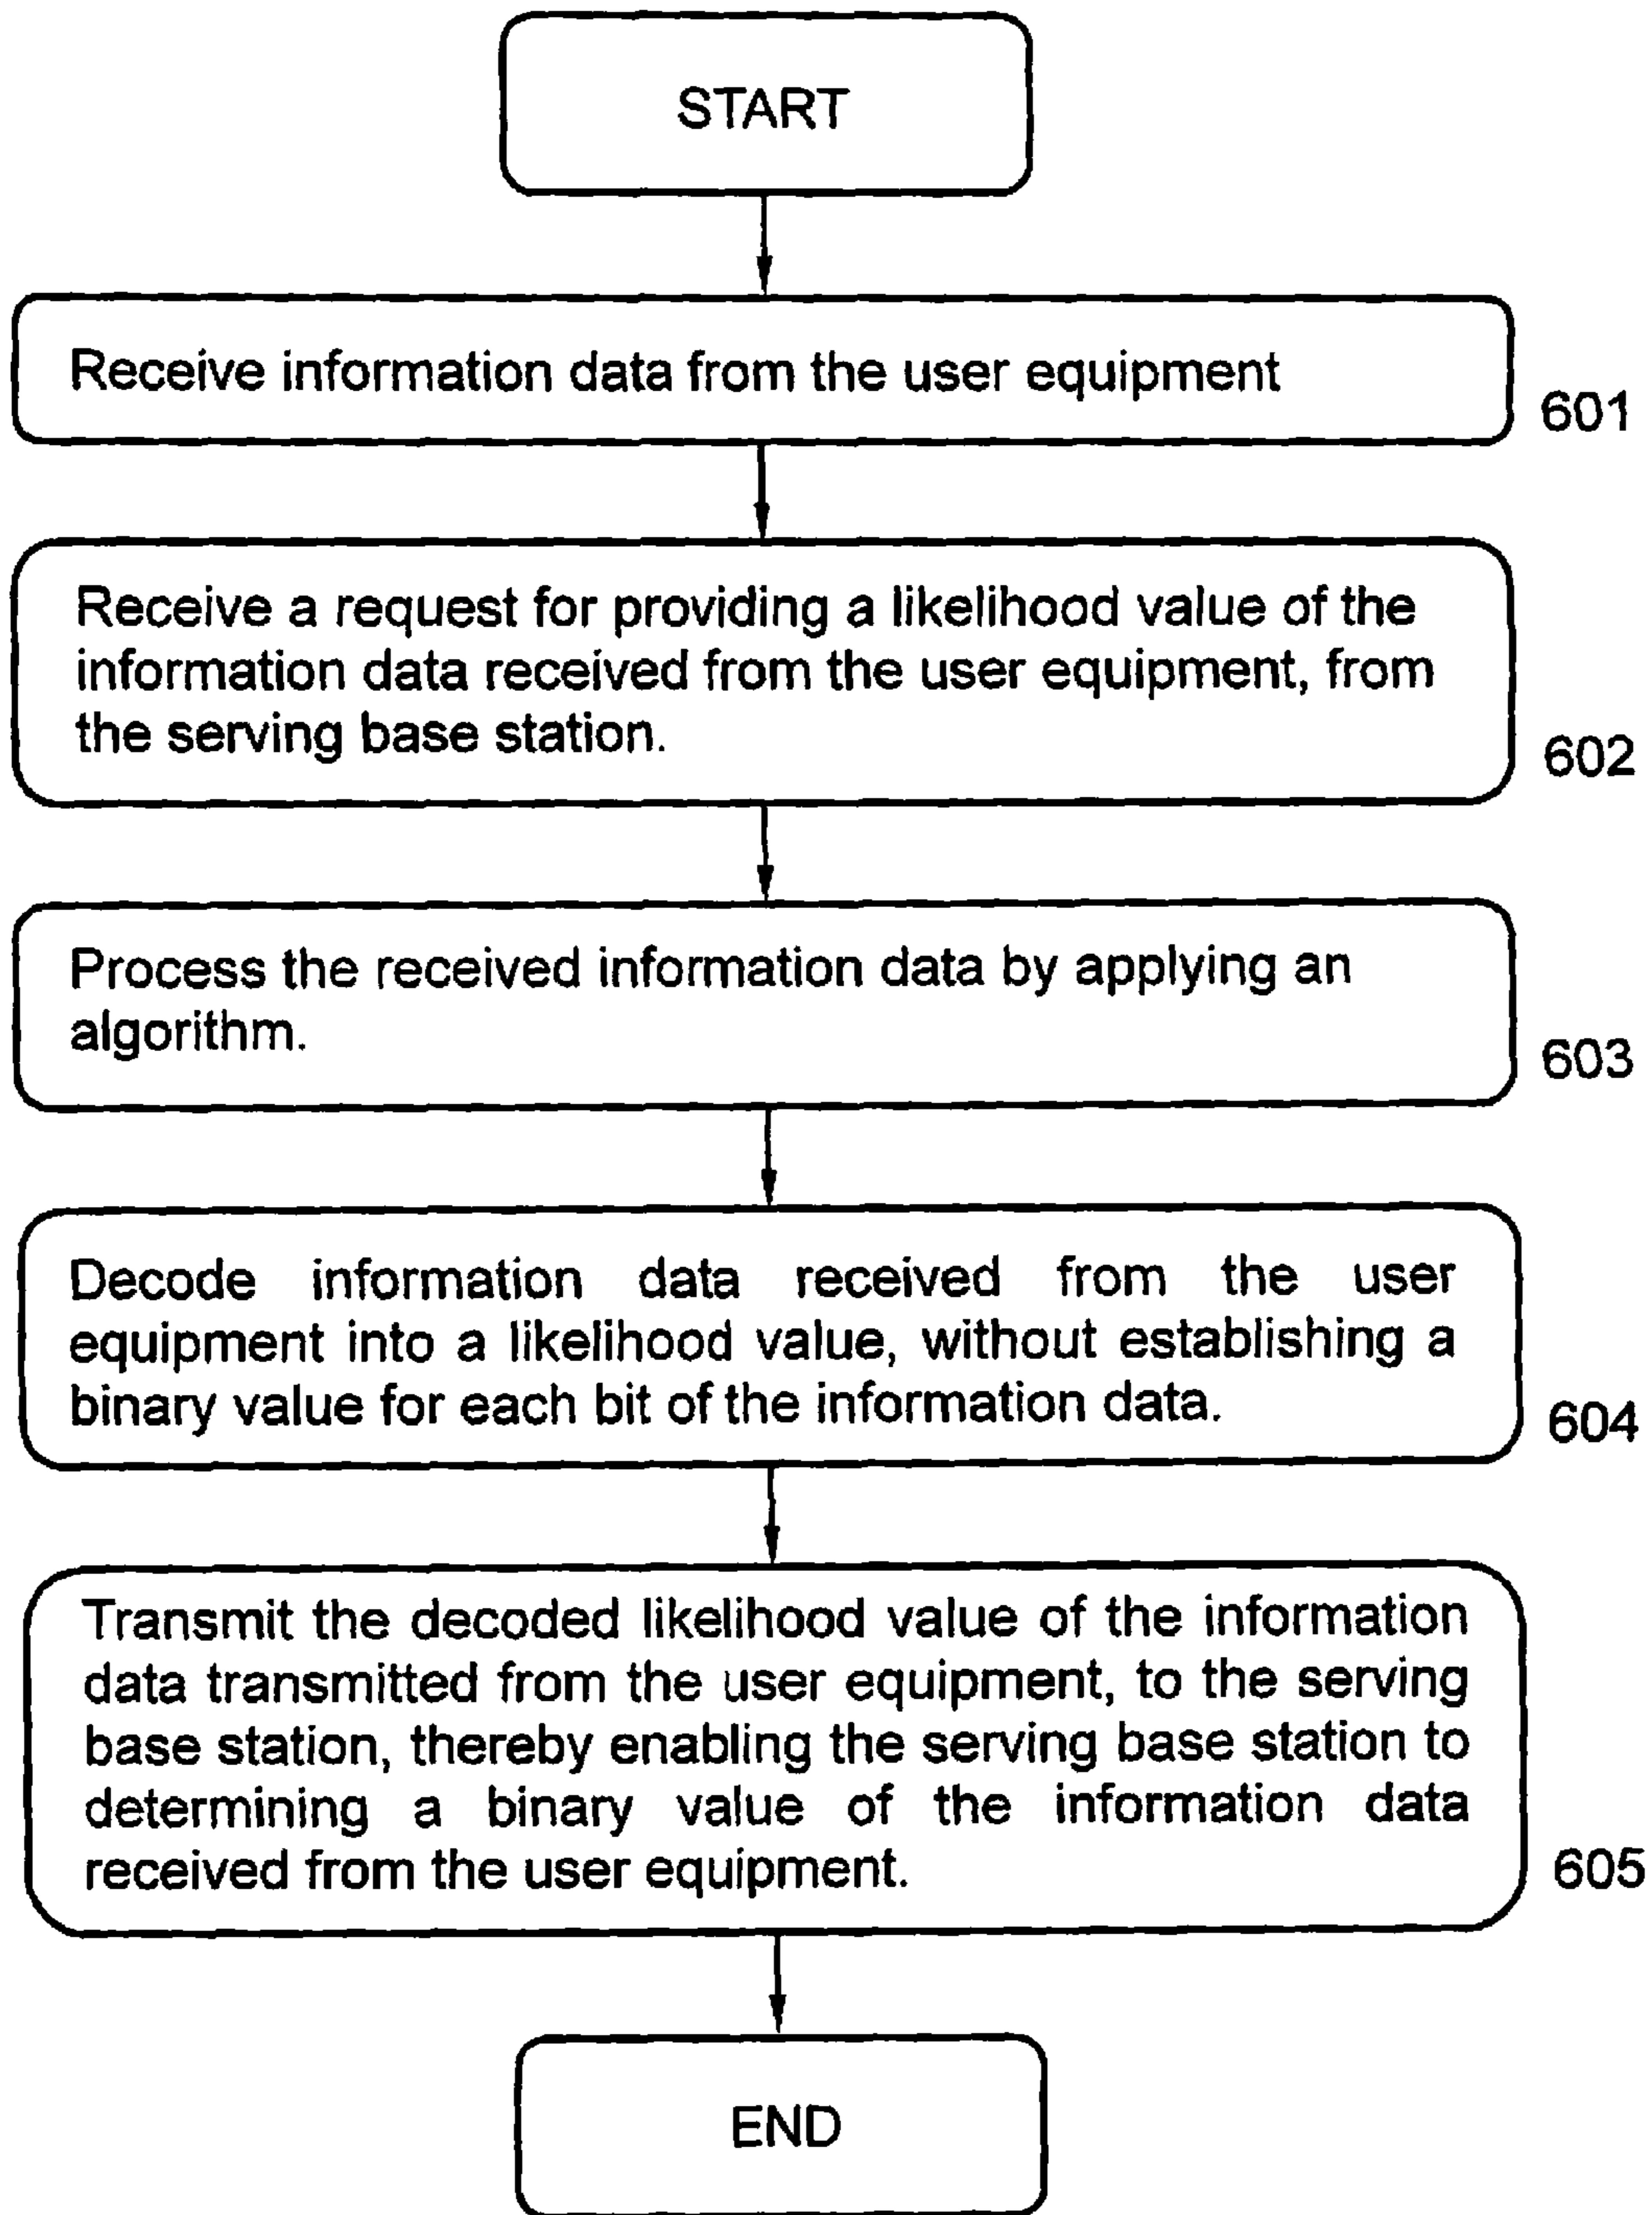 START
Receive information data from the user equipment
601
Receive a request for providing a likelihood value of the
information data received from the user equipment, from
the serving base station.
602
Process the received information data by applying an
algorithm.
603
Decode information data received from the user
equipment into a likelihood value, without establishing a
binary value for each bit of the information data.
604
Transmit the decoded likelihood value of the information
data transmitted from the user equipment, to the serving
base station, thereby enabling the serving base station to
determining a binary value of the information data
received from the user equipment.
605
END